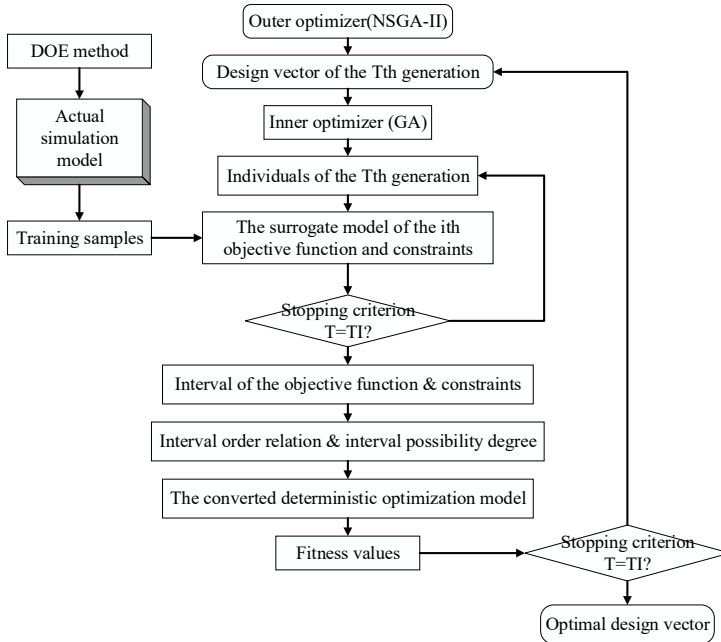 Outer optimizer(NSGA-II)
DOE method
Design vector of the Tth generation
Actual
simulation
model
Inner optimizer (GA)
Individuals of the Tth generation
Training samples
The surrogate model of the ith
objective function and constraints
Stopping criterion
T=TI?
Interval of the objective function & constraints
Interval order relation & interval possibility degree
The converted deterministic optimization model
Fitness values
Stopping criterion
T=TI?
Optimal design vector